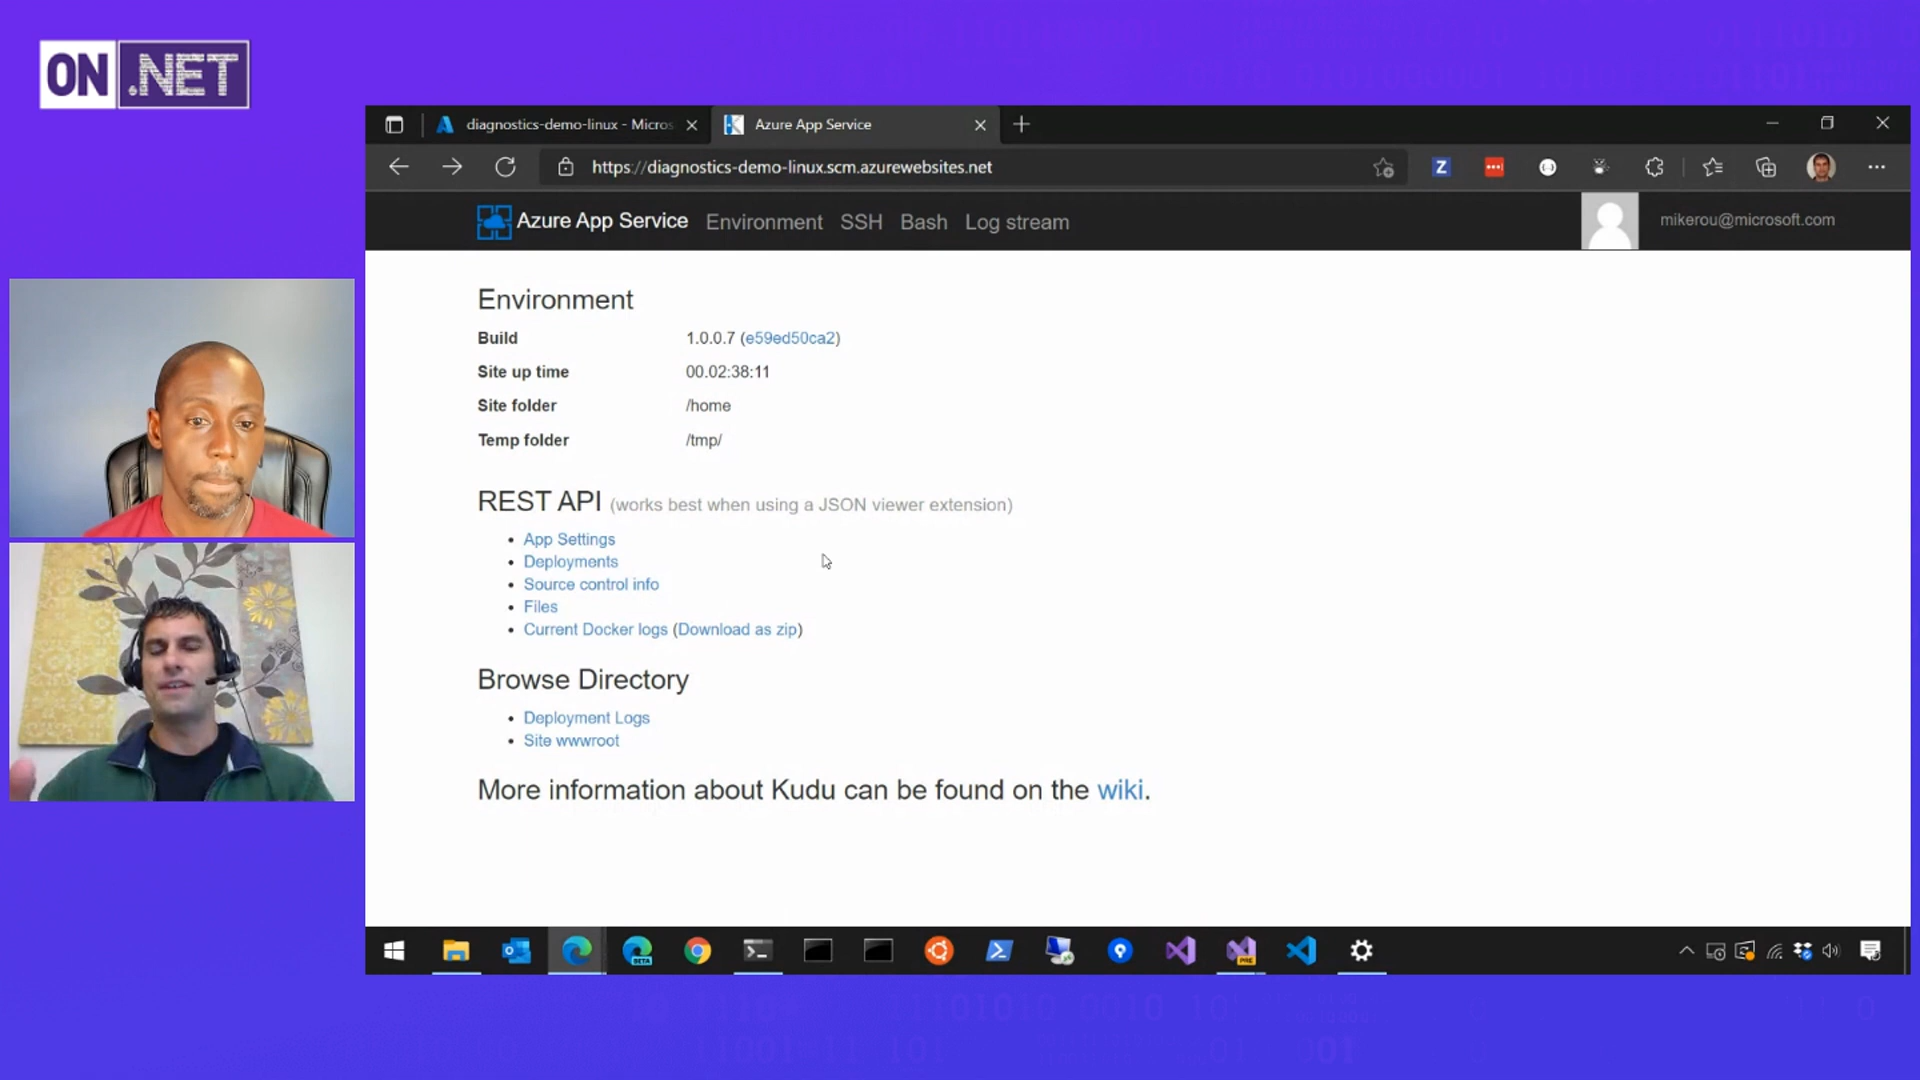 ON .NET
diagnostics-demo-linux - Micros
Azure App Service
https://diagnostics-demo-linux.scm.azurewebsites.net
Z
Azure App Service Environment SSH Bash Log stream
mikerou@microsoft.com
Environment
Build 1.0.0.7 (e59ed50ca2)
Site up time 00.02:38:11
Site folder /home
Temp folder /tmp/
REST API (works best when using a JSON viewer extension)
App Settings
Deployments
Source control info
Files
Current Docker logs (Download as zip)
Browse Directory
Deployment Logs
Site wwwroot
More information about Kudu can be found on the wiki.
BETA
PRE